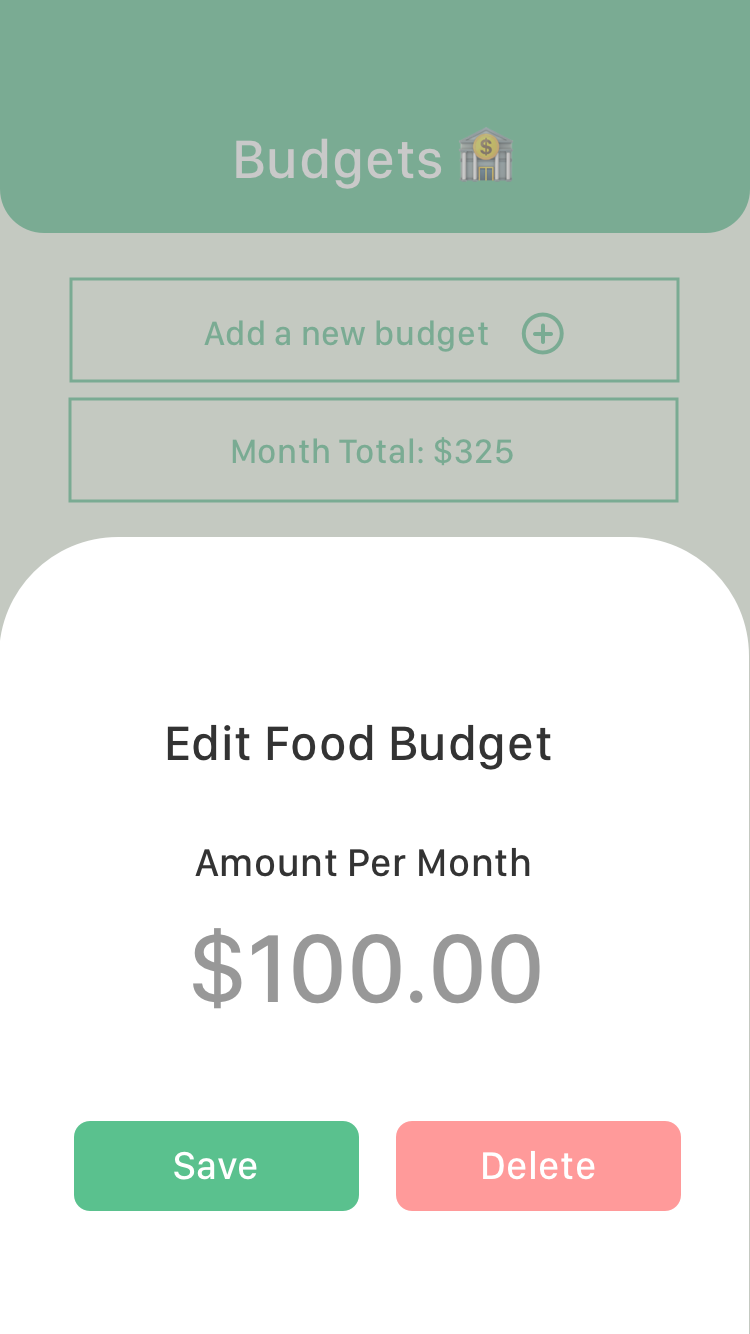 Budgets
Add a new budget
Month Total: $325
Edit Food Budget
Amount Per Month
$100.00
Save
Delete